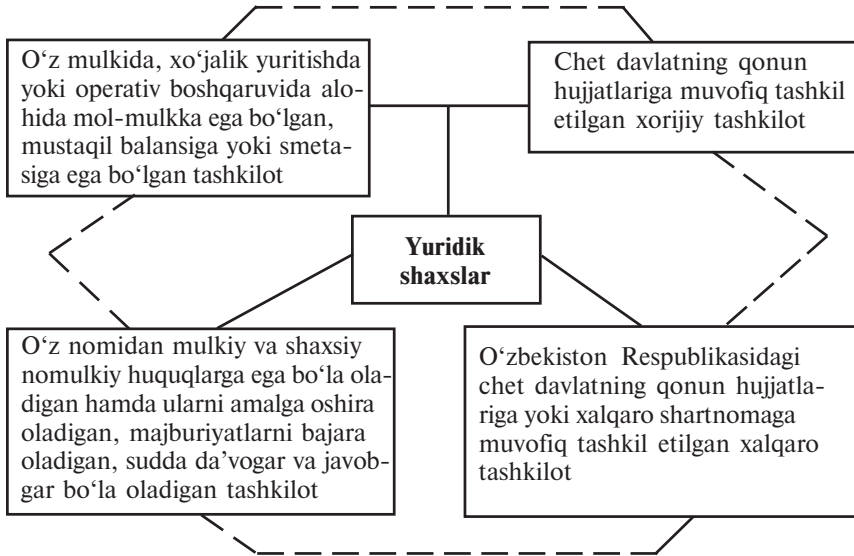 O‘z mulkida, xo‘jalik yuritishda
yoki operativ boshqaruvida alo-
hida mol-mulkka ega bo‘lgan,
mustaqil balansiga yoki smeta-
siga ega bo‘lgan tashkilot
Chet davlatning qonun
hujjatlariga muvofiq tashkil
etilgan xorijiy tashkilot
Yuridik
shaxslar
O‘z nomidan mulkiy va shaxsiy
nomulkiy huquqlarga ega bo‘la ola-
digan hamda ularni amalga oshira
oladigan, majburiyatlarni bajara
oladigan, sudda da’vogar va javob-
gar bo‘la oladigan tashkilot
O‘zbekiston Respublikasidagi
chet davlatning qonun hujjatla-
riga yoki xalqaro shartnomaga
muvofiq tashkil etilgan xalqaro
tashkilot